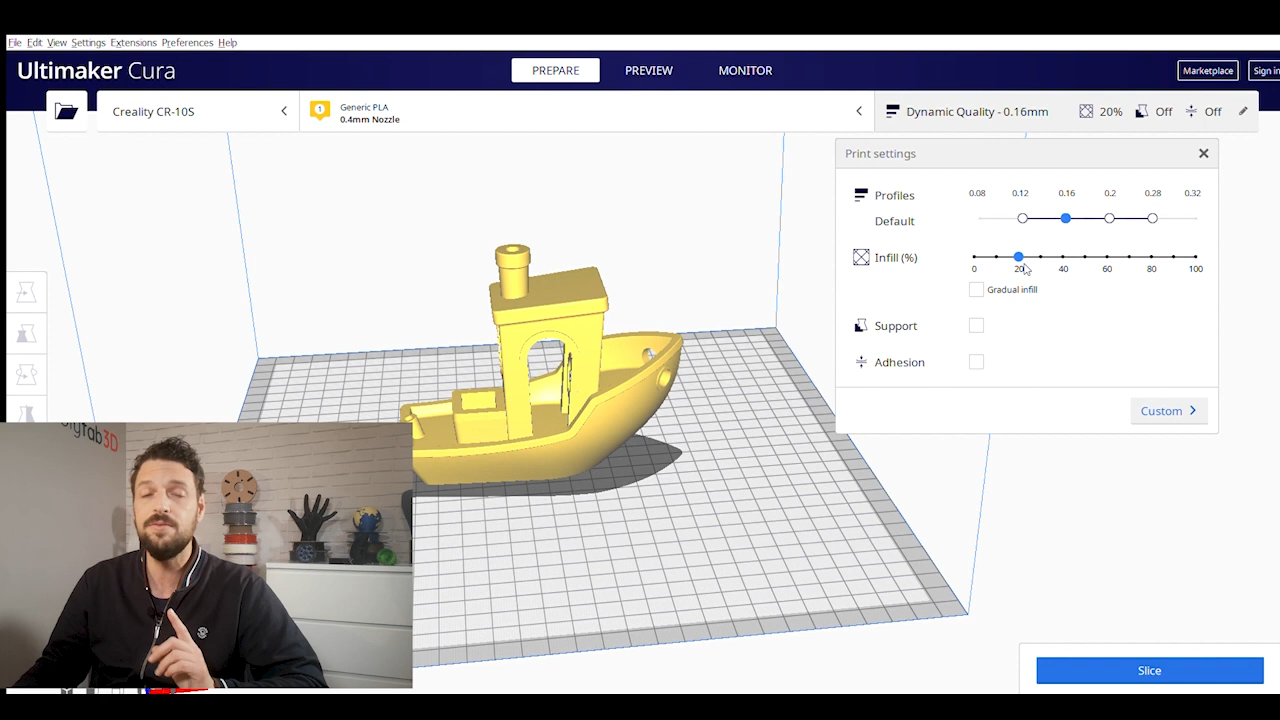 File Edit View Settings Extensions Preferences Help
Ultimaker Cura
PREPARE
PREVIEW
MONITOR
Marketplace
Sign in
Creality CR-10S
1
Generic PLA
0.4mm Nozzle
Dynamic Quality - 0.16mm
20%
Off
Off
Print settings
Profiles
0.08 0.12 0.16 0.2 0.28 0.32
Default
Infill (%)
0 20 40 60 80 100
Gradual infill
Support
Adhesion
Custom
Slice